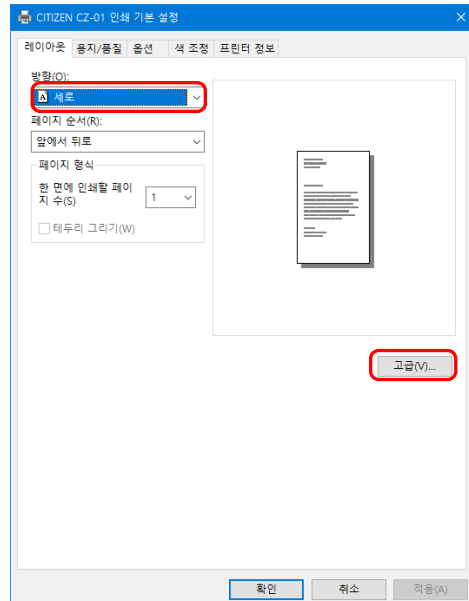 CITIZEN CZ-01 인쇄 기본 설정
레이아웃 용지/품질 옵션 색 조정 프린터 정보
방향(O):
A 세로
페이지 순서(R):
앞에서 뒤로
페이지 형식
한 면에 인쇄할 페이
지 수(S)
1
테두리 그리기(W)
고급(V)...
확인 취소 적용(A)